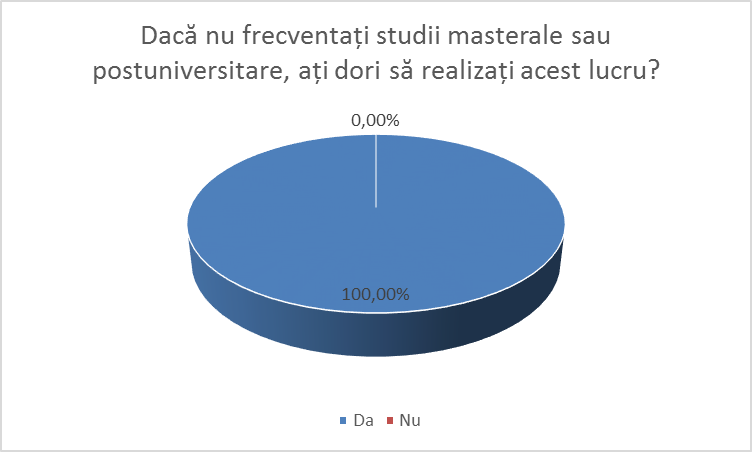 Dacă nu frecventați studii masterale sau
postuniversitare, ați dori să realizați acest lucru?
0,00%
100,00%
Da Nu